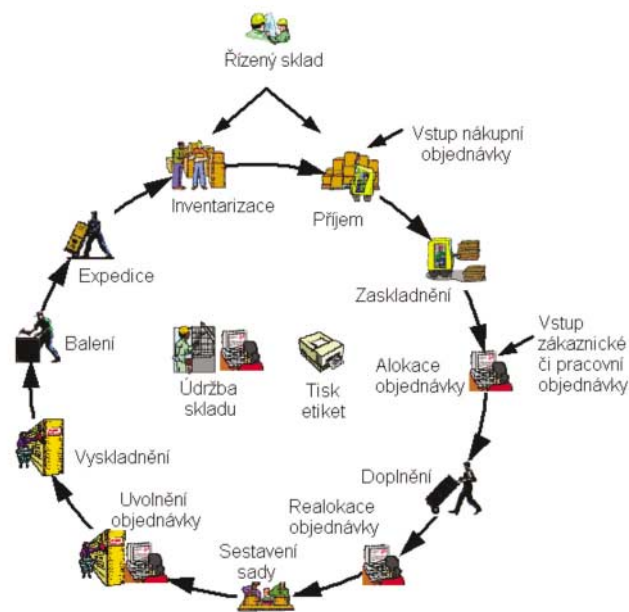 Řízený sklad
Vstup nákupní
objednávky
Inventarizace
Příjem
Expedice
Zaskladnění
Balení
Údržba
skladu
Tisk
etiket
Alokace
objednávky
Vstup
zákaznické
či pracovní
objednávky
Vyskladnění
Doplnění
Uvolnění
objednávky
Realokace
objednávky
Sestavení
sady